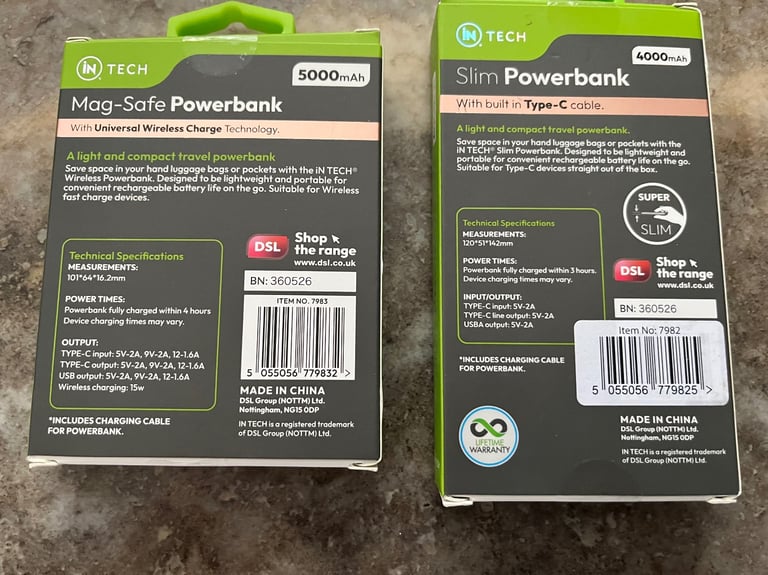 iN TECH
5000mAh
Mag-Safe Powerbank
With Universal Wireless Charge Technology.
A light and compact travel powerbank
Save space in your hand luggage bags or pockets with the iN TECH®
Wireless Powerbank. Designed to be lightweight and portable for
convenient rechargeable battery life on the go. Suitable for Wireless
fast charge devices.
Technical Specifications
MEASUREMENTS:
101*64*16.2mm
POWER TIMES:
Powerbank fully charged within 4 hours
Device charging times may vary.
OUTPUT:
TYPE-C input: 5V-2A, 9V-2A, 12-1.6A
TYPE-C output: 5V-2A, 9V-2A, 12-1.6A
USB output: 5V-2A, 9V-2A, 12-1.6A
Wireless charging: 15w
*INCLUDES CHARGING CABLE
FOR POWERBANK.
DSL
Shop
the range
www.dsl.co.uk
BN: 360526
ITEM NO. 7983
5 055056 779832 >
MADE IN CHINA
DSL Group (NOTTM) Ltd.
Nottingham, NG15 0DP
IN TECH is a registered trademark
of DSL Group (NOTTM) Ltd.
iN TECH
4000mAh
Slim Powerbank
With built in Type-C cable.
A light and compact travel powerbank.
Save space in your hand luggage bags or pockets with the
iN TECH® Slim Powerbank. Designed to be lightweight and
portable for convenient rechargeable battery life on the go.
Suitable for Type-C devices straight out of the box.
SUPER
SLIM
Technical Specifications
MEASUREMENTS:
120*51*142mm
POWER TIMES:
Powerbank fully charged within 3 hours.
Device charging times may vary.
INPUT/OUTPUT:
TYPE-C input: 5V-2A
TYPE-C line output: 5V-2A
USBA output: 5V-2A
*INCLUDES CHARGING CABLE
FOR POWERBANK.
DSL
Shop
the range
www.dsl.co.uk
BN: 360526
Item No: 7982
5 055056 779825 >
LIFETIME
WARRANTY
MADE IN CHINA
DSL Group (NOTTM) Ltd.
Nottingham, NG15 0DP
IN TECH is a registered trademark
of DSL Group (NOTTM) Ltd.